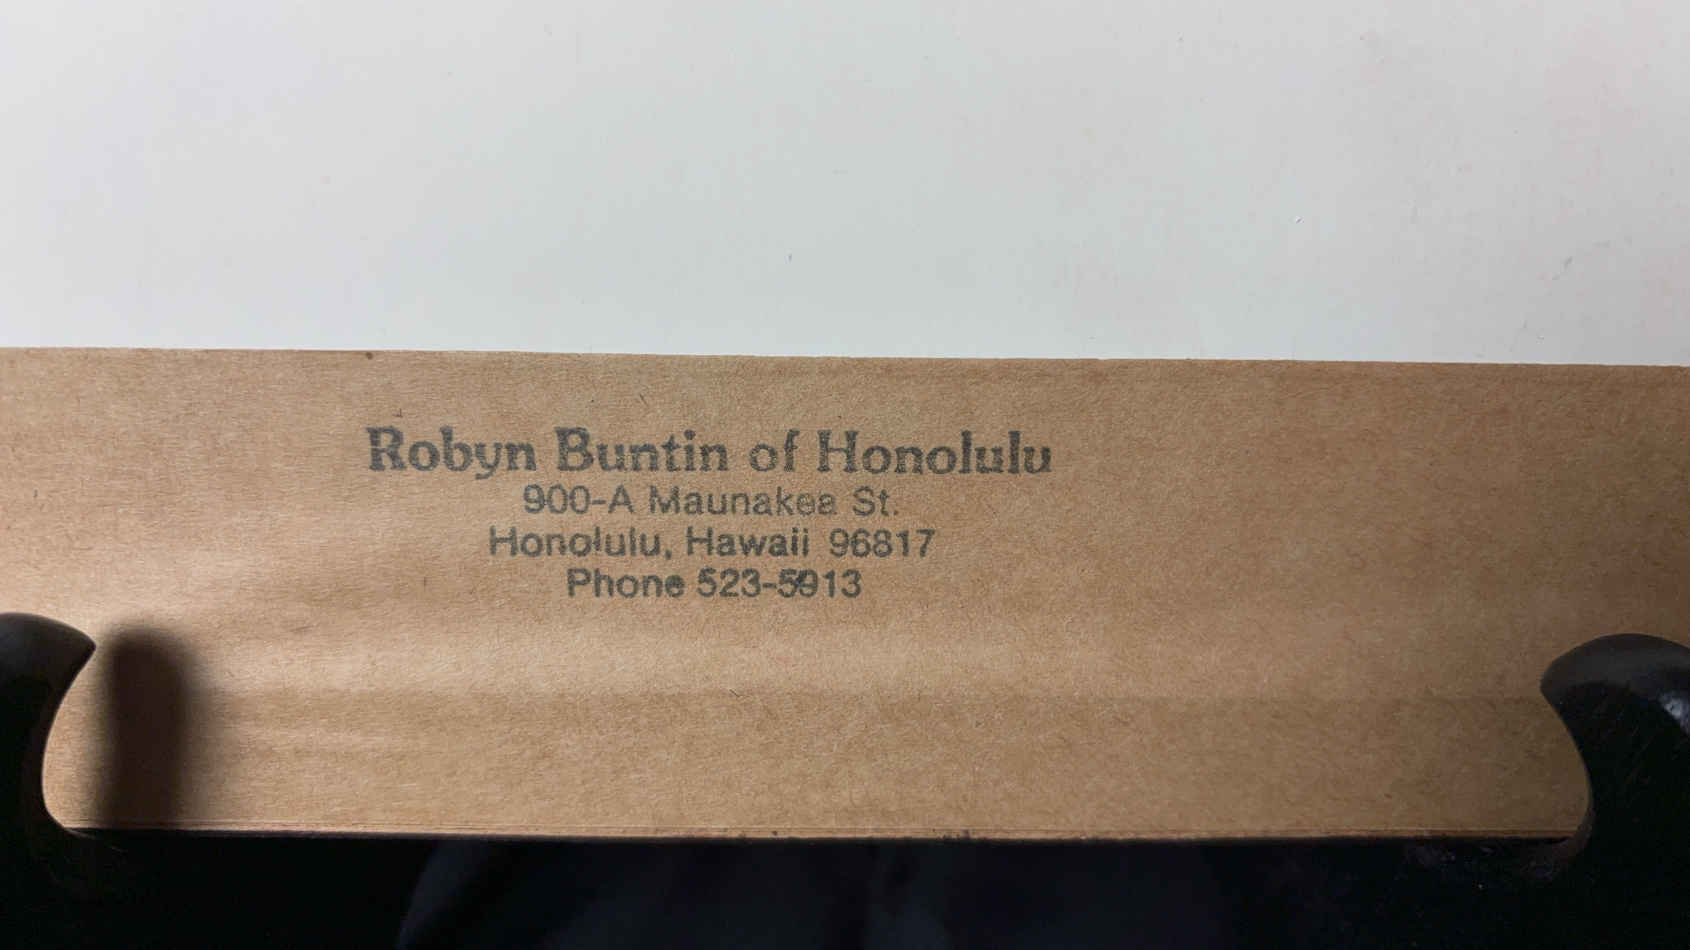 Robyn Buntin of Honolulu
900-A Maunakea St.
Honolulu, Hawaii 96817
Phone 523-5913